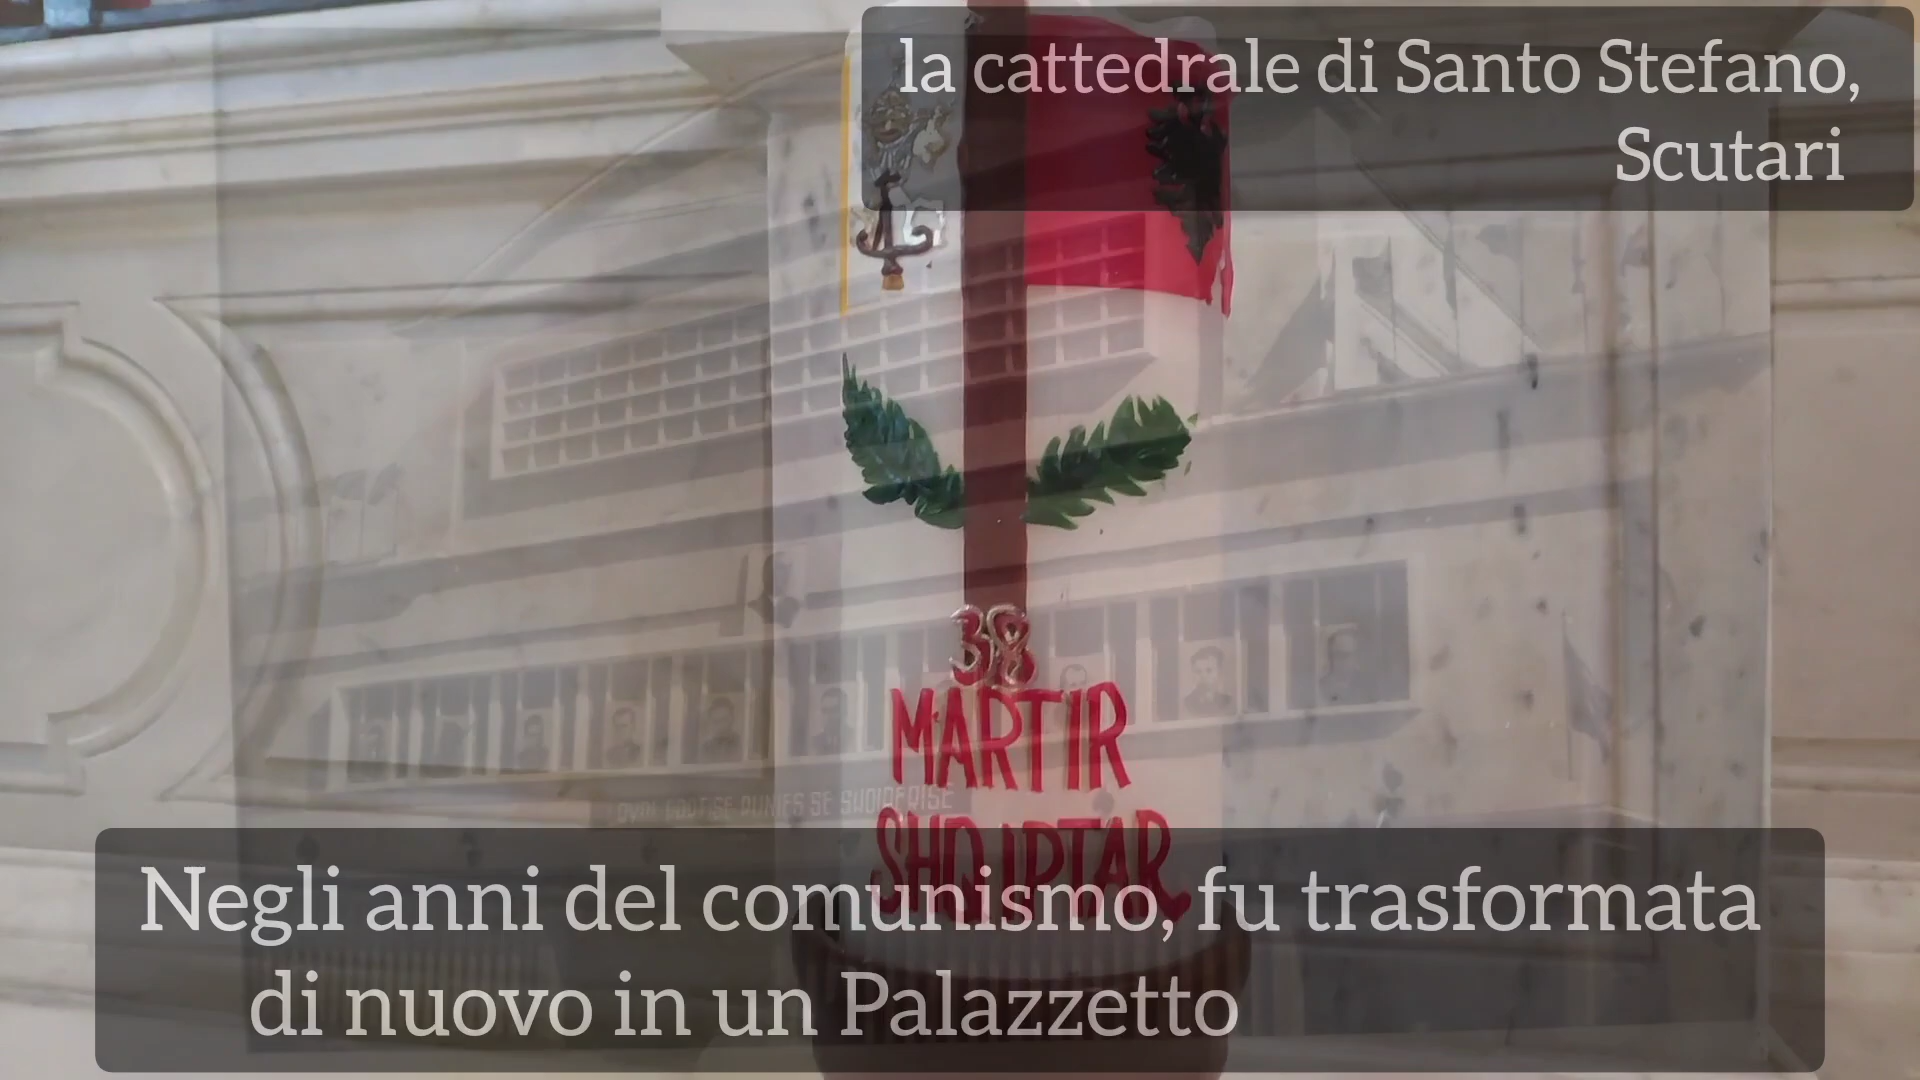 la cattedrale di Santo Stefano,
Scutari
38
MARTIR
SHQIPTAR
Negli anni del comunismo, fu trasformata
di nuovo in un Palazzetto